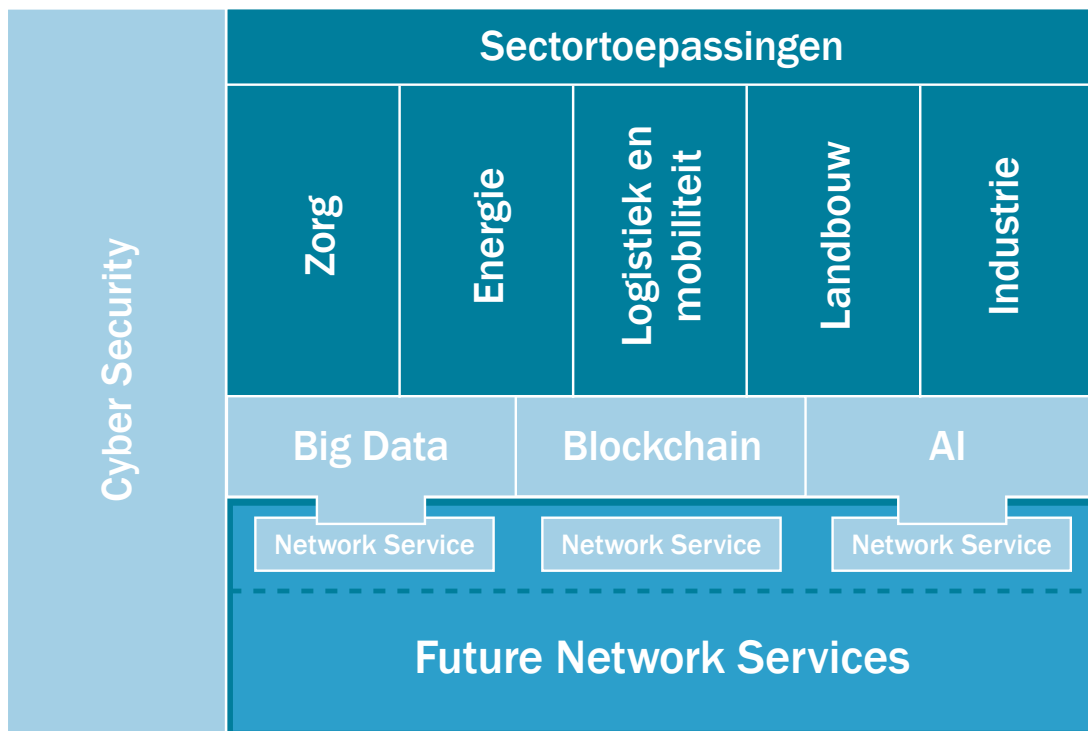 Cyber Security
Sectortoepassingen
Zorg
Energie
Logistiek en
mobiliteit
Landbouw
Industrie
Big Data
Blockchain
AI
Network Service
Network Service
Network Service
Future Network Services